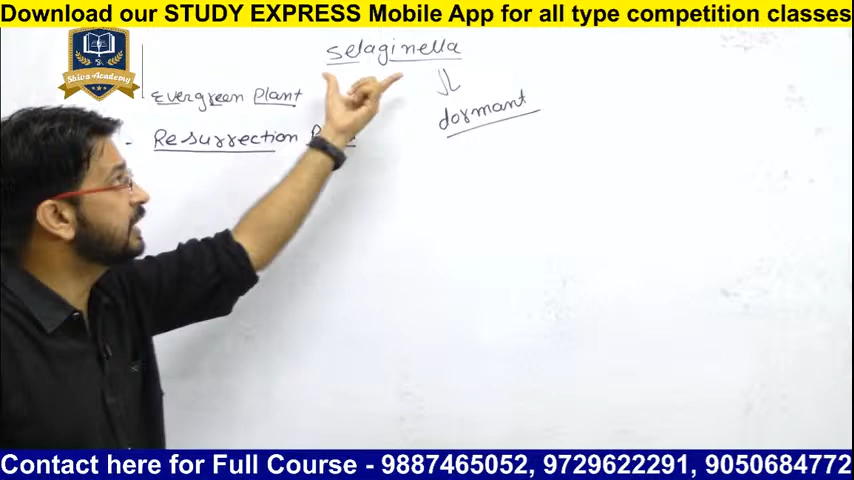 Download our STUDY EXPRESS Mobile App for all type competition classes
Shiva Academy
selaginella
Evergreen Plant
dormant
Resurrection
Contact here for Full Course - 9887465052, 9729622291, 9050684772